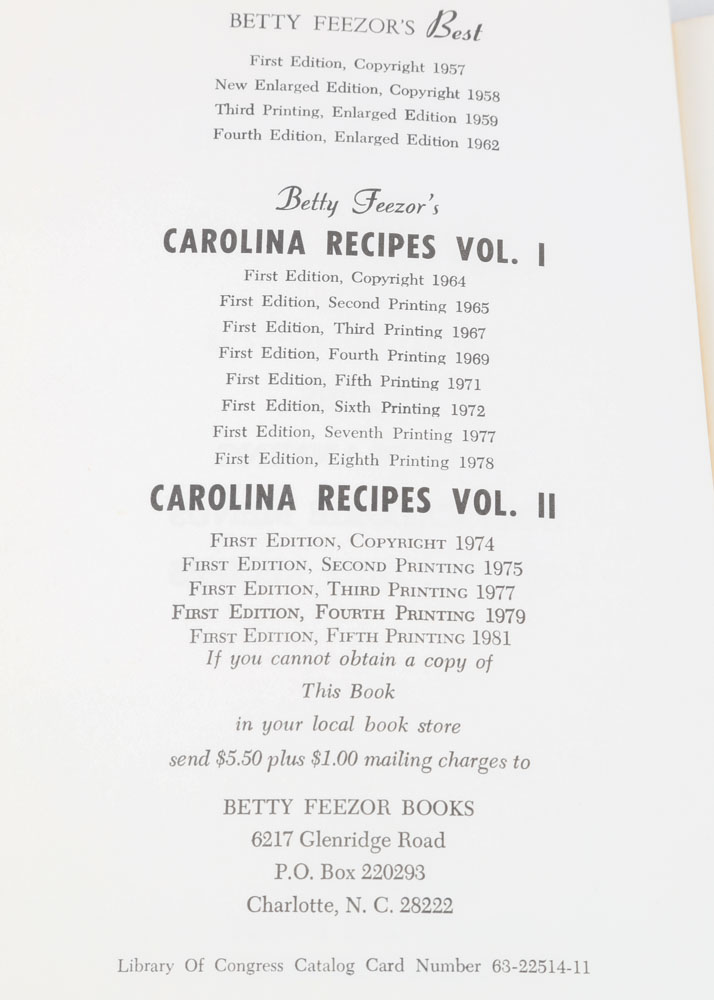 BETTY FEEZOR'S Best
First Edition, Copyright 1957
New Enlarged Edition, Copyright 1958
Third Printing, Enlarged Edition 1959
Fourth Edition, Enlarged Edition 1962
Betty Feezor's
CAROLINA RECIPES VOL. I
First Edition, Copyright 1964
First Edition, Second Printing 1965
First Edition, Third Printing 1967
First Edition, Fourth Printing 1969
First Edition, Fifth Printing 1971
First Edition, Sixth Printing 1972
First Edition, Seventh Printing 1977
First Edition, Eighth Printing 1978
CAROLINA RECIPES VOL. II
FIRST EDITION, COPYRIGHT 1974
FIRST EDITION, SECOND PRINTING 1975
FIRST EDITION, THIRD PRINTING 1977
FIRST EDITION, FOURTH PRINTING 1979
FIRST EDITION, FIFTH PRINTING 1981
If you cannot obtain a copy of
This Book
in your local book store
send $5.50 plus $1.00 mailing charges to
BETTY FEEZOR BOOKS
6217 Glenridge Road
P.O. Box 220293
Charlotte, N. C. 28222
Library Of Congress Catalog Card Number 63-22514-11